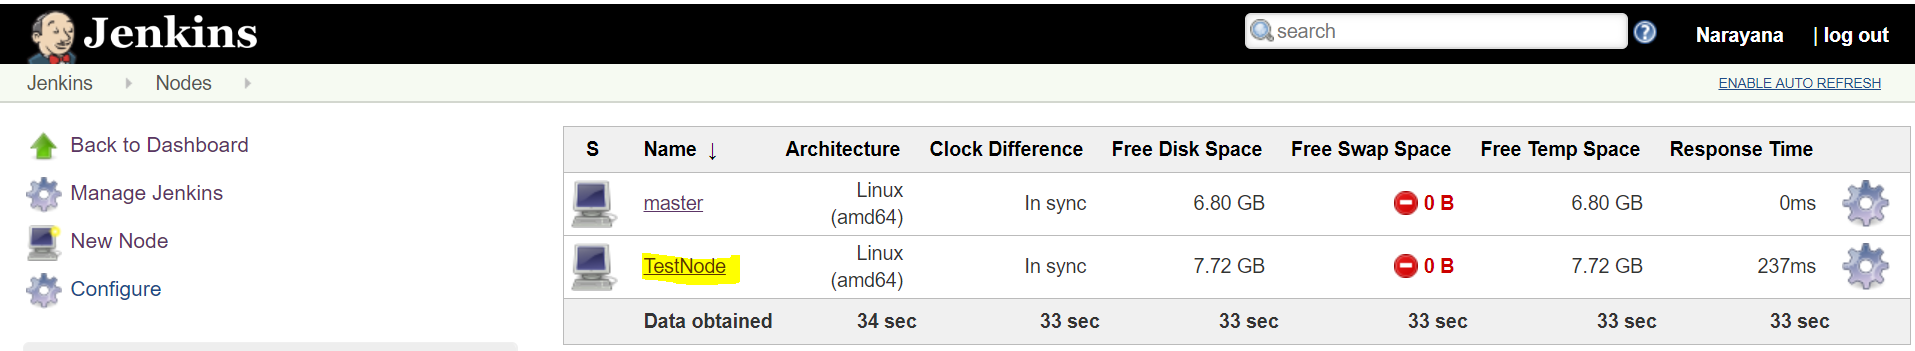 Jenkins
search
Narayana | log out
Jenkins Nodes
ENABLE AUTO REFRESH
Back to Dashboard
Manage Jenkins
New Node
Configure
S Name ↓ Architecture Clock Difference Free Disk Space Free Swap Space Free Temp Space Response Time
master Linux (amd64) In sync 6.80 GB 0 B 6.80 GB 0ms
TestNode Linux (amd64) In sync 7.72 GB 0 B 7.72 GB 237ms
Data obtained 34 sec 33 sec 33 sec 33 sec 33 sec 33 sec